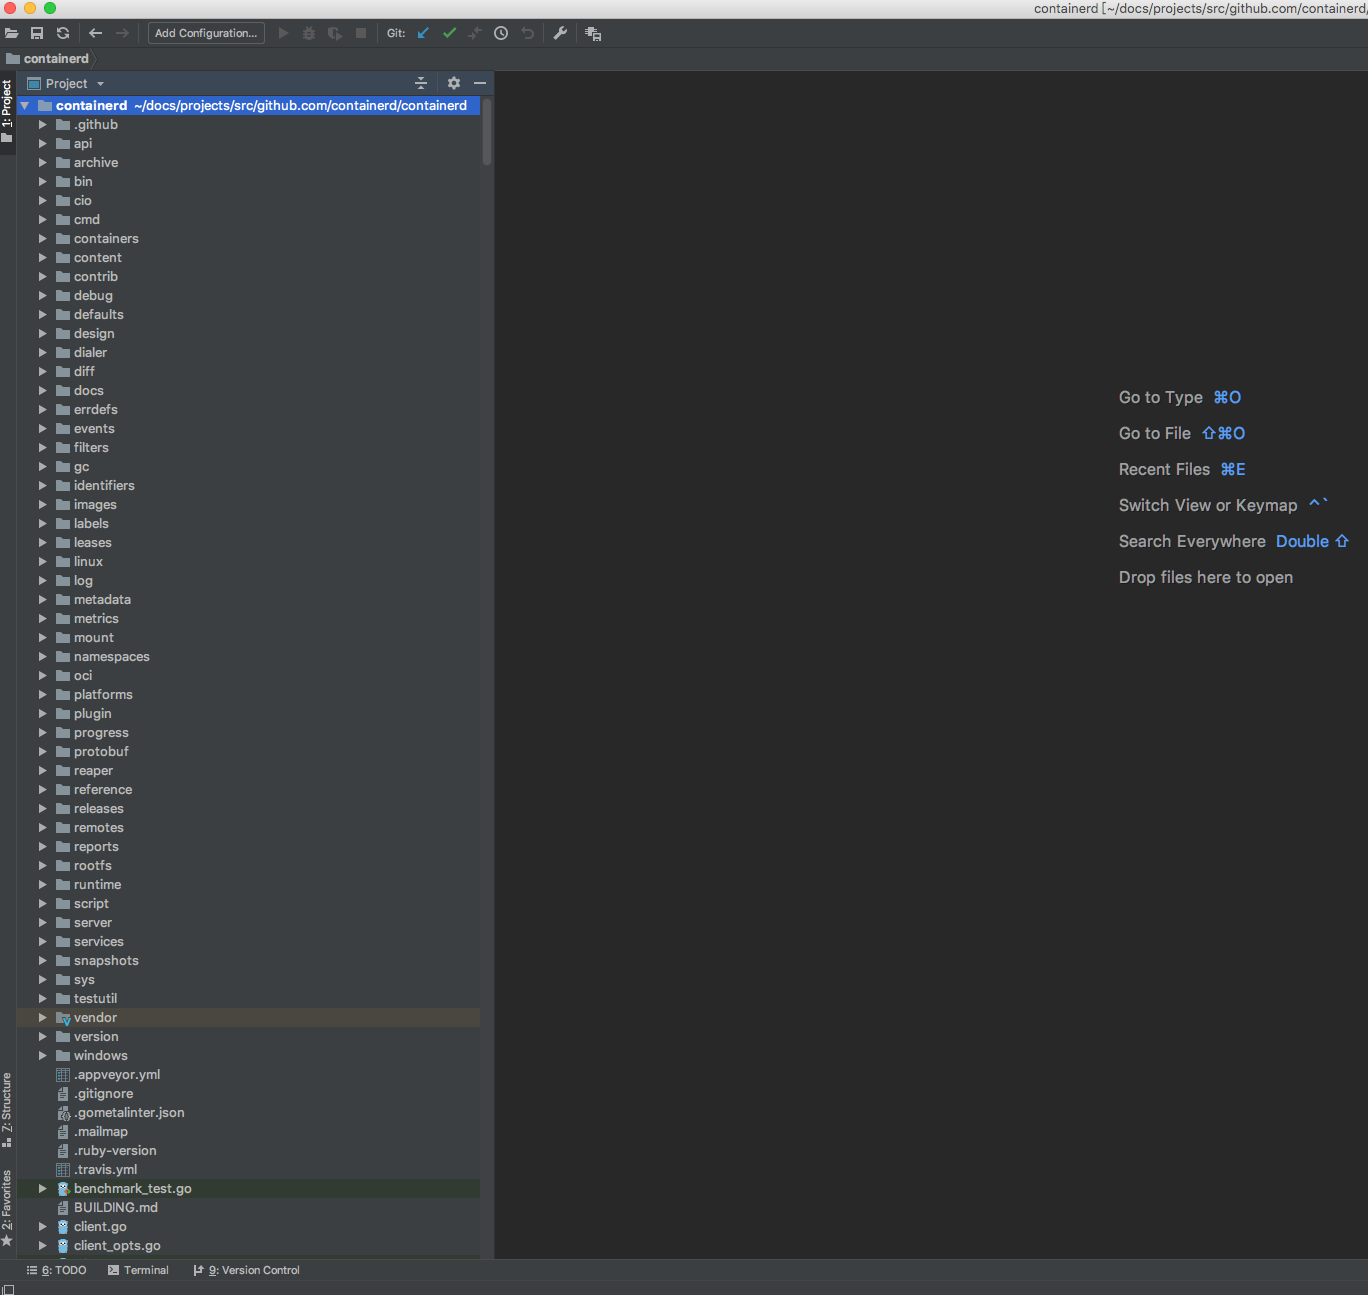 containerd [~/docs/projects/src/github.com/containerd/
Add Configuration...
Git:
containerd
Project
1: Project
containerd ~/docs/projects/src/github.com/containerd/containerd
.github
api
archive
bin
cio
cmd
containers
content
contrib
debug
defaults
design
dialer
diff
docs
errdefs
events
filters
gc
identifiers
images
labels
leases
linux
log
metadata
metrics
mount
namespaces
oci
platforms
plugin
progress
protobuf
reaper
reference
releases
remotes
reports
rootfs
runtime
script
server
services
snapshots
sys
testutil
vendor
version
windows
.appveyor.yml
.gitignore
.gometalinter.json
.mailmap
.ruby-version
.travis.yml
benchmark_test.go
BUILDING.md
client.go
client_opts.go
7: Structure
2: Favorites
Go to Type ⌘O
Go to File ⇧⌘O
Recent Files ⌘E
Switch View or Keymap ^`
Search Everywhere Double ⇧
Drop files here to open
6: TODO
Terminal
9: Version Control